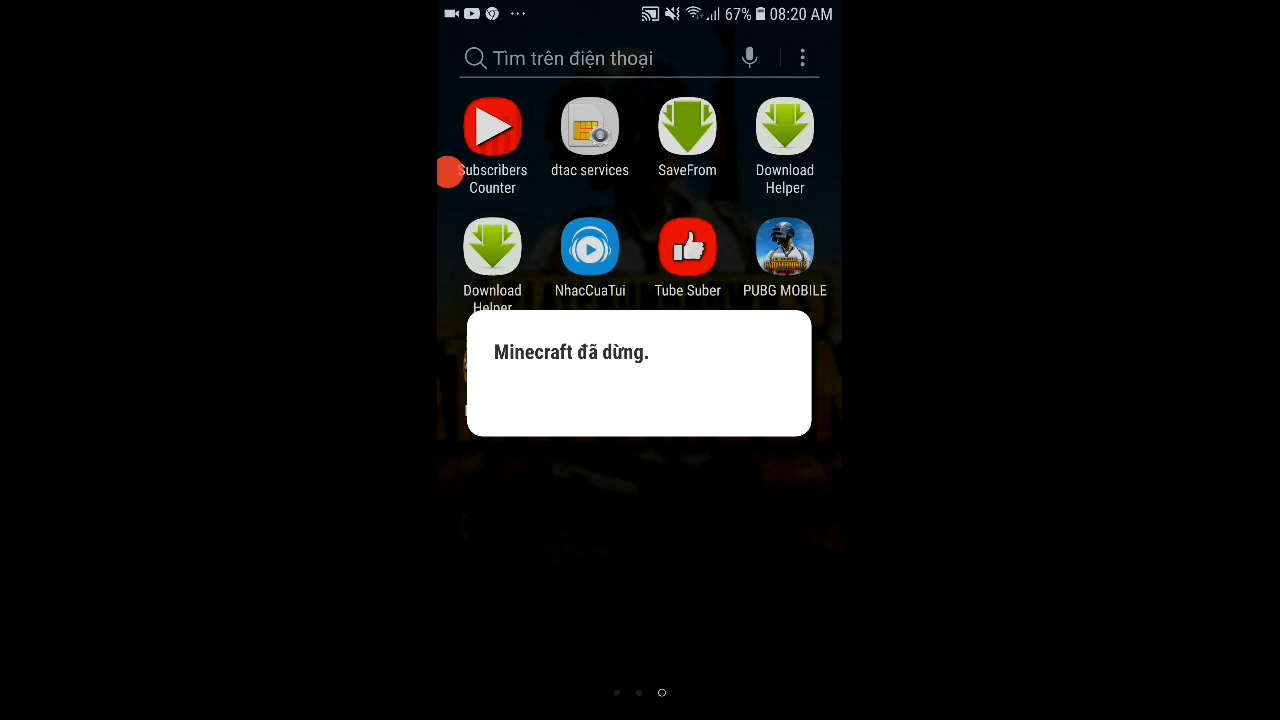 67% 08:20 AM
Tìm trên điện thoại
Subscribers Counter
dtac services
SaveFrom
Download Helper
Download Helper
NhacCuaTui
Tube Suber
PUBG MOBILE
Minecraft đã dừng.